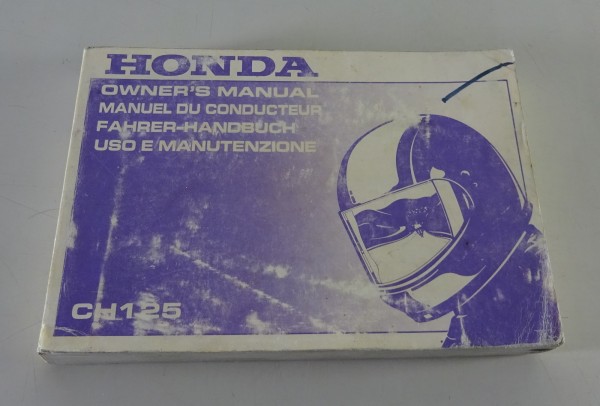 HONDA
OWNER'S MANUAL
MANUEL DU CONDUCTEUR
FAHRER-HANDBUCH
USO E MANUTENZIONE
CH125